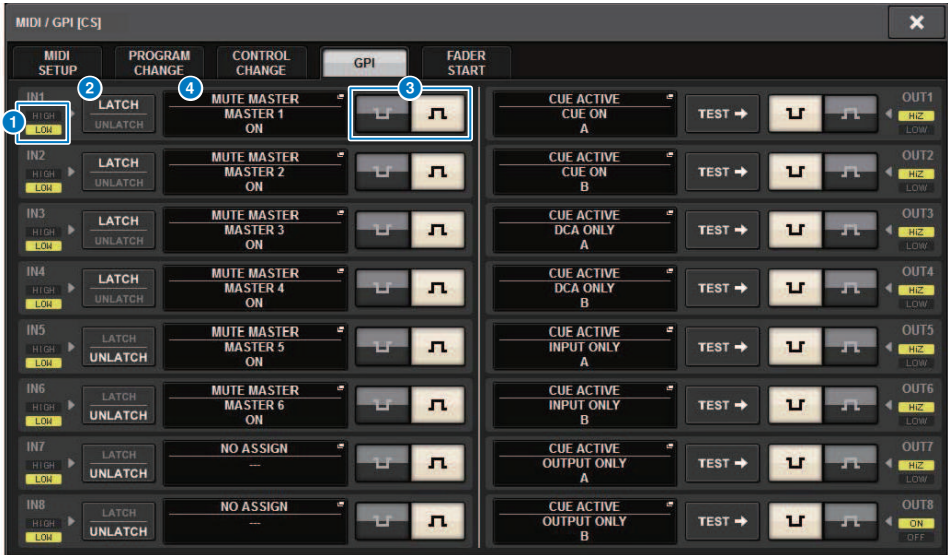 MIDI / GPI [CS]
MIDI SETUP
PROGRAM CHANGE
CONTROL CHANGE
GPI
FADER START
1
2
4
3
IN1
HIGH
LOW
LATCH
UNLATCH
MUTE MASTER
MASTER 1
ON
CUE ACTIVE
CUE ON
A
TEST →
OUT1
HiZ
LOW
IN2
HIGH
LOW
LATCH
UNLATCH
MUTE MASTER
MASTER 2
ON
CUE ACTIVE
CUE ON
B
TEST →
OUT2
HiZ
LOW
IN3
HIGH
LOW
LATCH
UNLATCH
MUTE MASTER
MASTER 3
ON
CUE ACTIVE
DCA ONLY
A
TEST →
OUT3
HiZ
LOW
IN4
HIGH
LOW
LATCH
UNLATCH
MUTE MASTER
MASTER 4
ON
CUE ACTIVE
DCA ONLY
B
TEST →
OUT4
HiZ
LOW
IN5
HIGH
LOW
LATCH
UNLATCH
MUTE MASTER
MASTER 5
ON
CUE ACTIVE
INPUT ONLY
A
TEST →
OUT5
HiZ
LOW
IN6
HIGH
LOW
LATCH
UNLATCH
MUTE MASTER
MASTER 6
ON
CUE ACTIVE
INPUT ONLY
B
TEST →
OUT6
HiZ
LOW
IN7
HIGH
LOW
LATCH
UNLATCH
NO ASSIGN
---
CUE ACTIVE
OUTPUT ONLY
A
TEST →
OUT7
HiZ
LOW
IN8
HIGH
LOW
LATCH
UNLATCH
NO ASSIGN
---
CUE ACTIVE
OUTPUT ONLY
B
TEST →
OUT8
ON
OFF